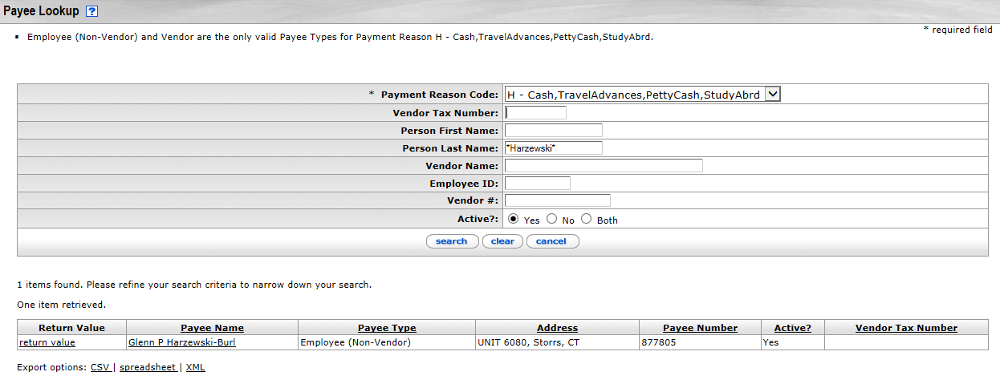 Payee Lookup ?
* required field
Employee (Non-Vendor) and Vendor are the only valid Payee Types for Payment Reason H - Cash,TravelAdvances,PettyCash,StudyAbrd.
* Payment Reason Code: H - Cash,TravelAdvances,PettyCash,StudyAbrd
Vendor Tax Number:
Person First Name:
Person Last Name: *Harzewski*
Vendor Name:
Employee ID:
Vendor #:
Active?: Yes No Both
search clear cancel
1 items found. Please refine your search criteria to narrow down your search.
One item retrieved.
Return Value Payee Name Payee Type Address Payee Number Active? Vendor Tax Number
return value Glenn P Harzewski-Burl Employee (Non-Vendor) UNIT 6080, Storrs, CT 877805 Yes
Export options: CSV | spreadsheet | XML